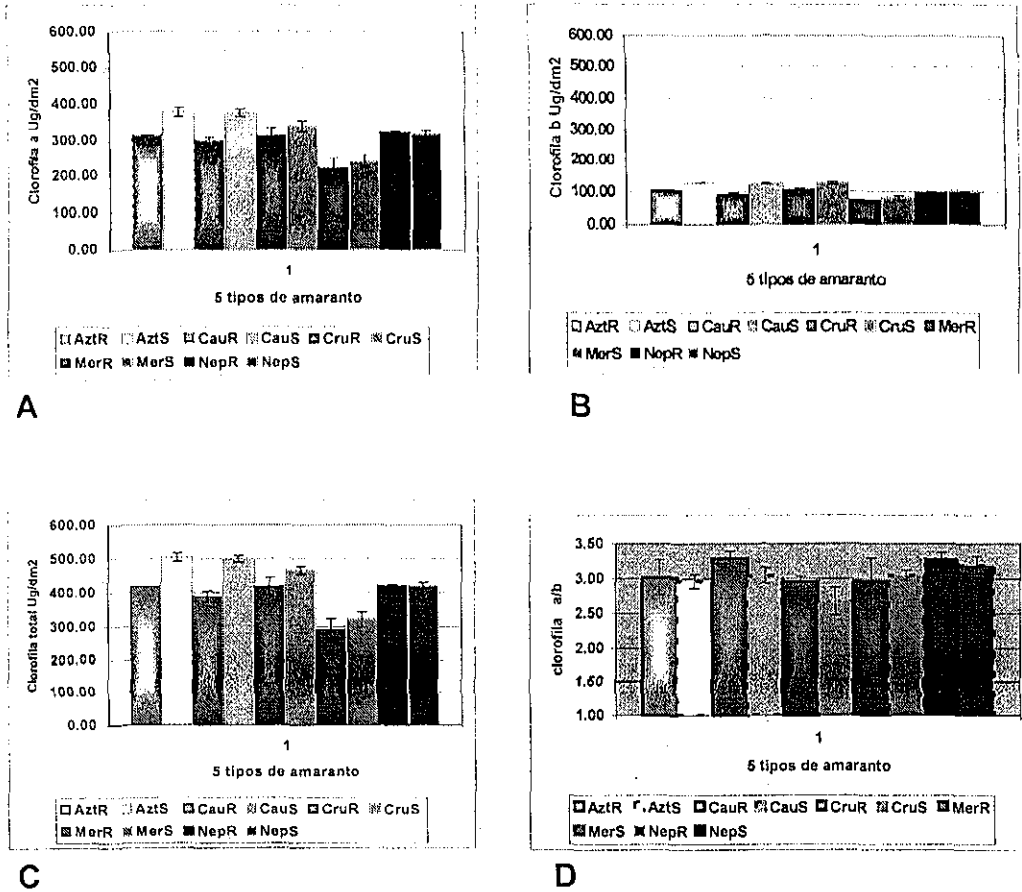 600.00
500.00
400.00
300.00
200.00
100.00
0.00
Clorofila a Ug/dm2
1
5 tipos de amaranto
AztR AztS CauR CauS CruR CruS
MerR MerS NepR NepS
A
600.00
500.00
400.00
300.00
200.00
100.00
0.00
Clorofila b Ug/dm2
1
5 tipos de amaranto
AztR AztS CauR CauS CruR CruS MerR
MerS NepR NepS
B
600.00
500.00
400.00
300.00
200.00
100.00
0.00
Clorofila total Ug/dm2
1
5 tipos de amaranto
AztR AztS CauR CauS CruR CruS
MerR MerS NepR NepS
C
3.50
3.00
2.50
2.00
1.50
1.00
clorofila a/b
1
5 tipos de amaranto
AztR AztS CauR CauS CruR CruS MerR
MerS NepR NepS
D